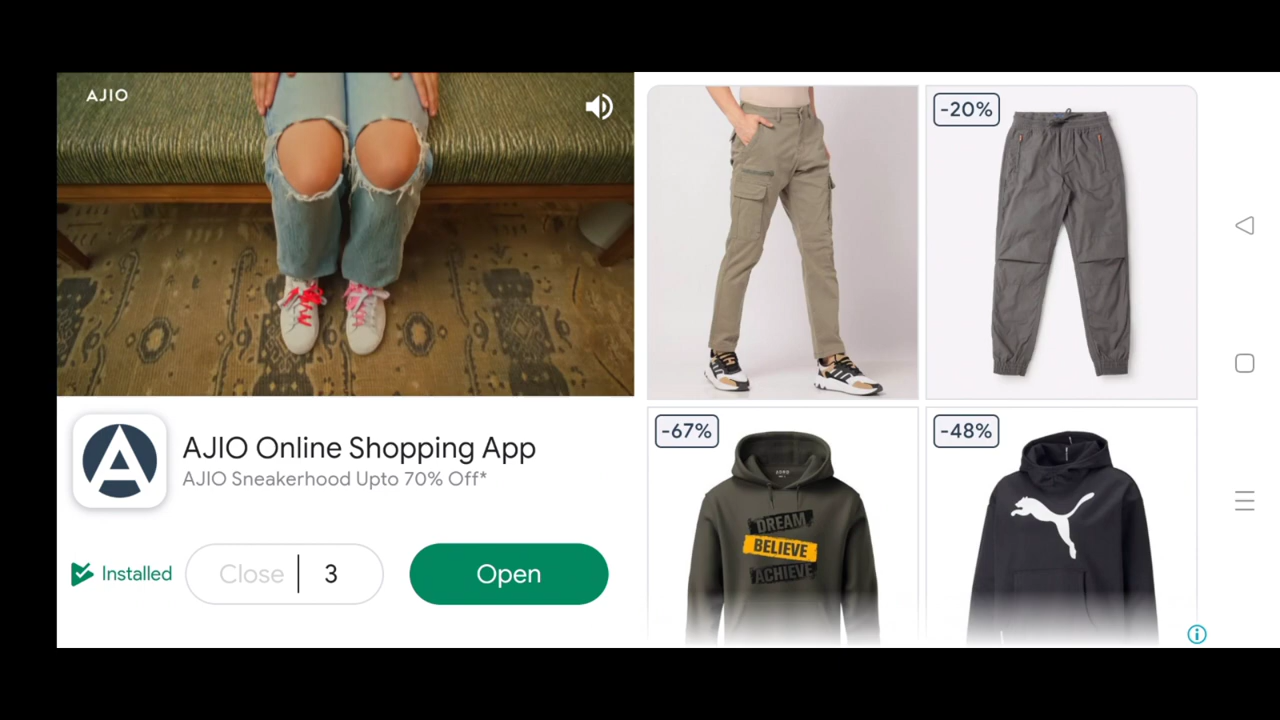 AJIO
AJIO Online Shopping App
AJIO Sneakerhood Upto 70% Off*
Installed
Close | 3
Open
-20%
-67%
-48%
DREAM
BELIEVE
ACHIEVE